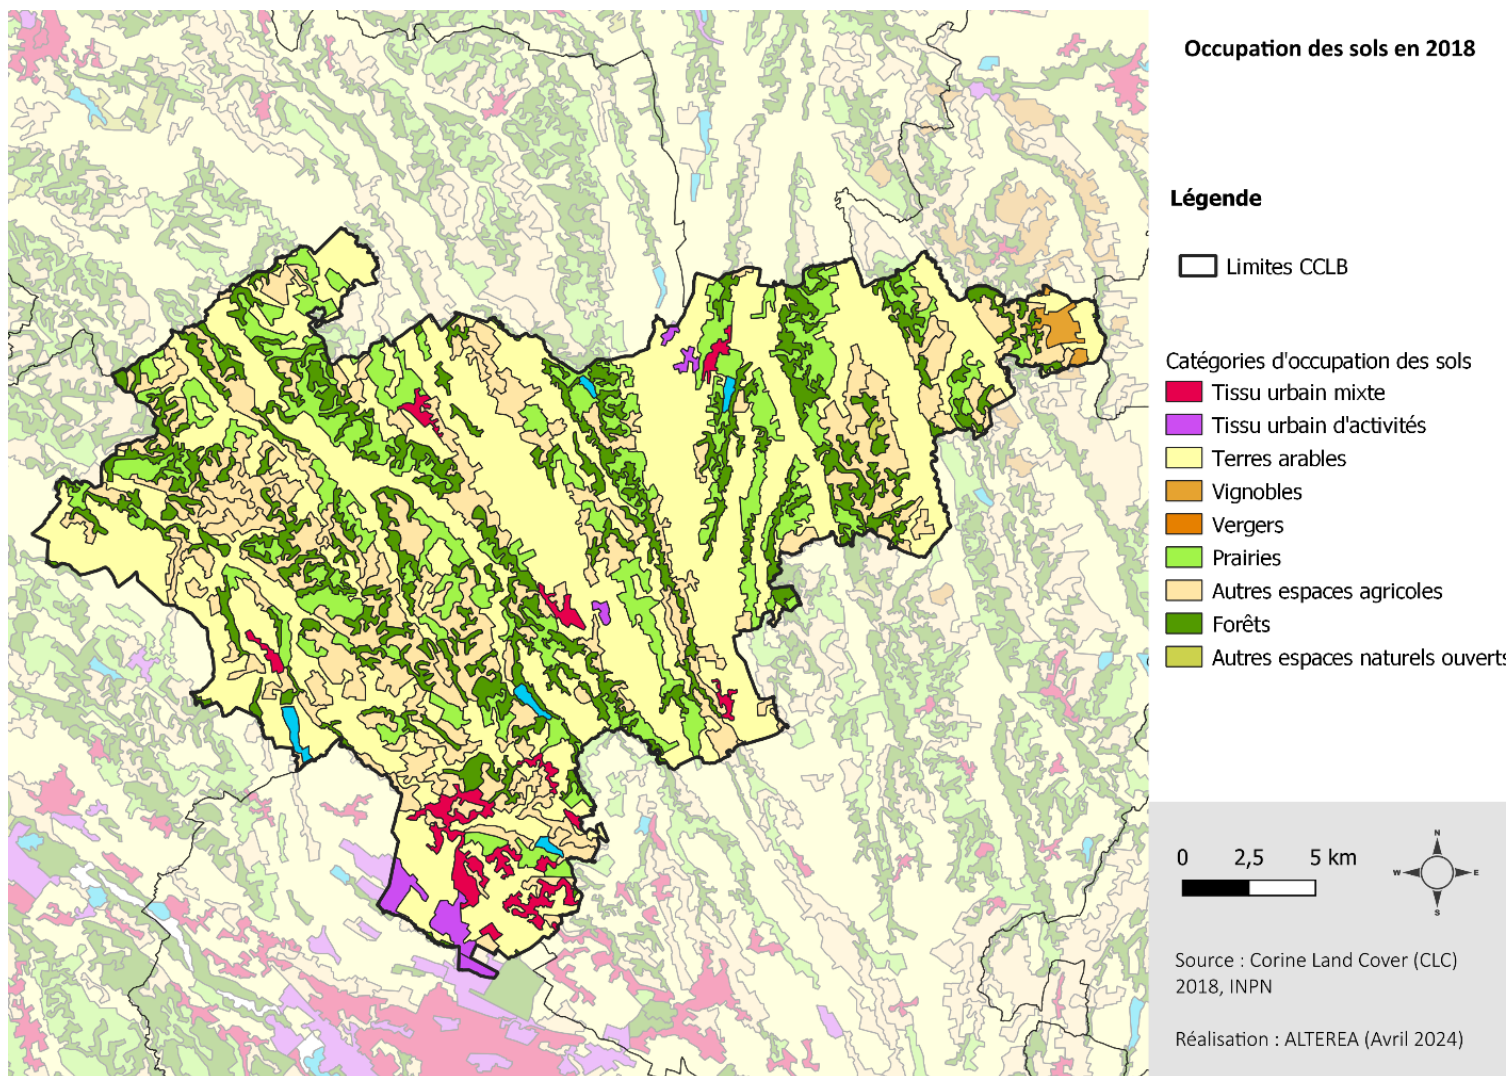 Occupation des sols en 2018
Légende
Limites CCLB
Catégories d'occupation des sols
Tissu urbain mixte
Tissu urbain d'activités
Terres arables
Vignobles
Vergers
Prairies
Autres espaces agricoles
Forêts
Autres espaces naturels ouverts
0 2,5 5 km
N
W E
S
Source : Corine Land Cover (CLC)
2018, INPN
Réalisation : ALTEREA (Avril 2024)